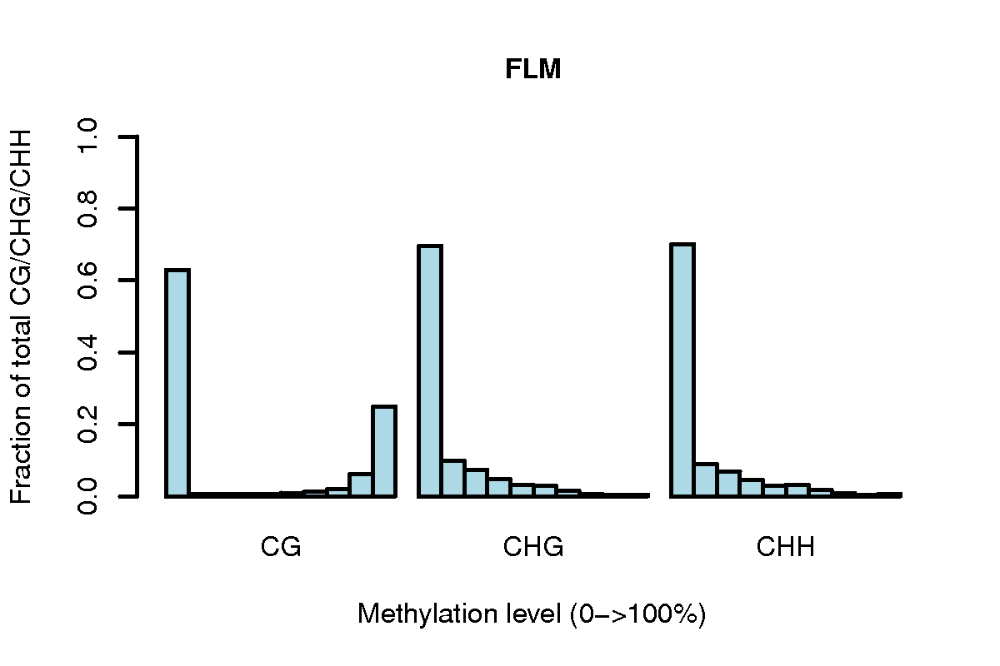 FLM
Fraction of total CG/CHG/CHH
1.0
0.8
0.6
0.4
0.2
0.0
CG CHG CHH
Methylation level (0−>100%)